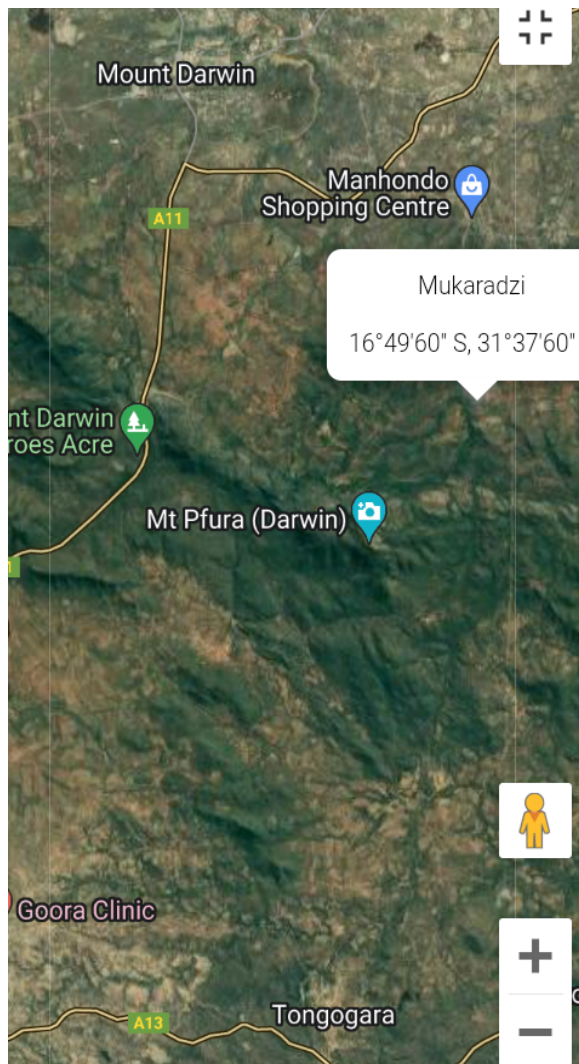 Mount Darwin
Manhondo
Shopping Centre
A11
Mukaradzi
16°49'60" S, 31°37'60"
nt Darwin
roes Acre
Mt Pfura (Darwin)
1
Goora Clinic
Tongogara
A13